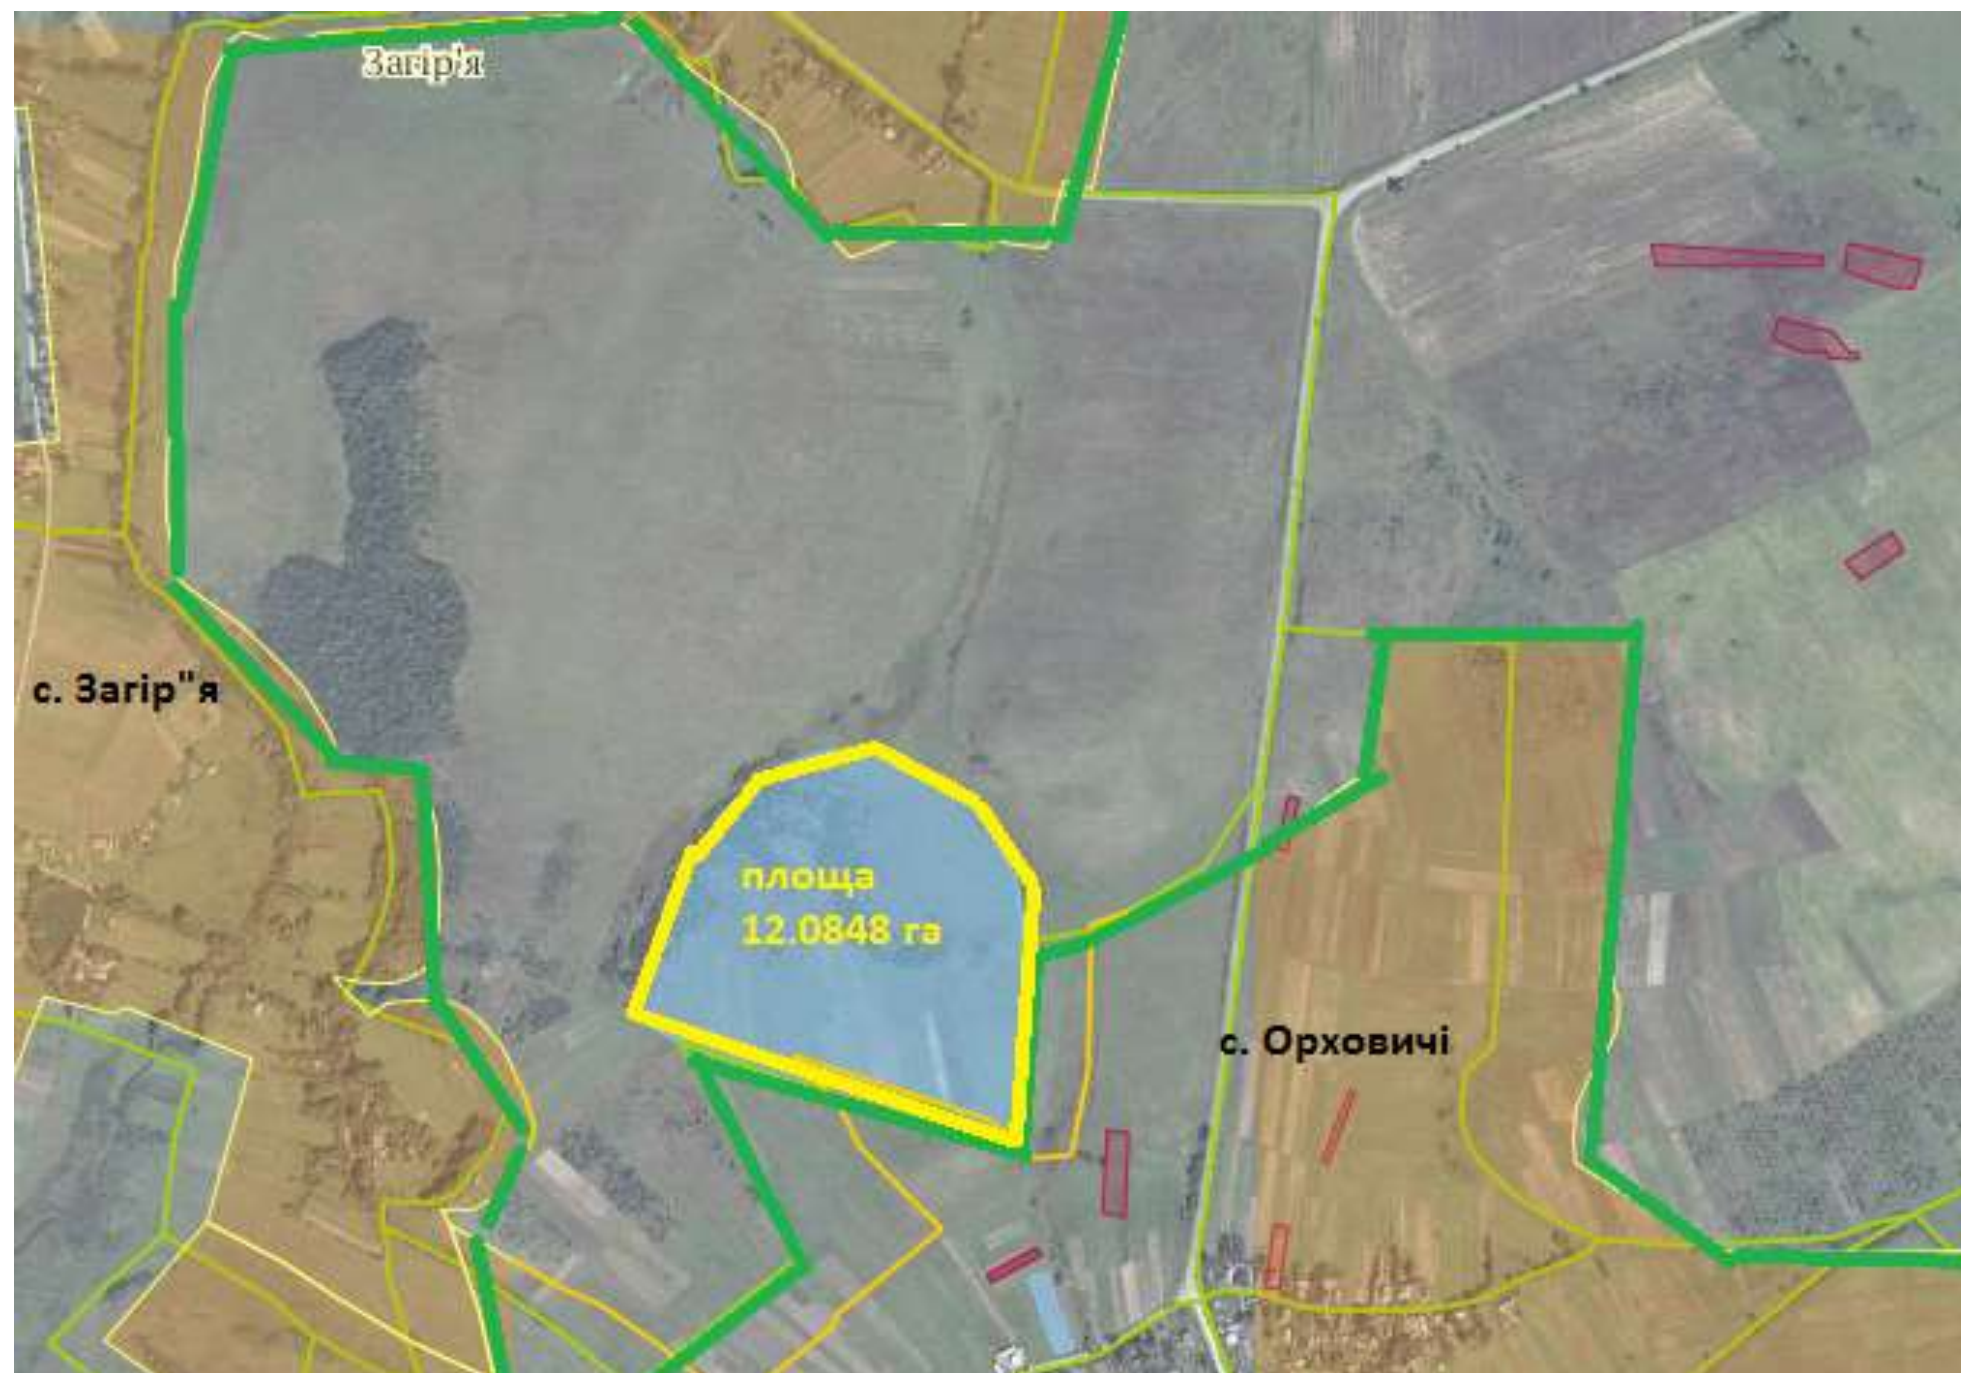 Загір'я
с. Загір"я
площа
12.0848 га
с. Орховичі